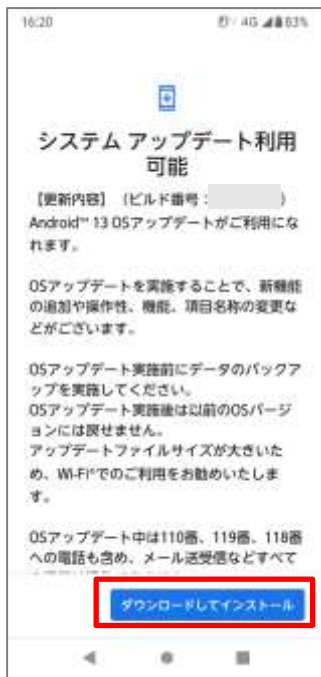 16:20
4G 83%
システム アップデート利用
可能
【更新内容】 (ビルド番号: )
Android™ 13 OSアップデートがご利用にな
れます。
OSアップデートを実施することで、新機能
の追加や操作性、機能、項目名称の変更な
どがございます。
OSアップデート実施前にデータのバックア
ップを実施してください。
OSアップデート実施後は以前のOSバージ
ョンには戻せません。
アップデートファイルサイズが大きいた
め、Wi-Fi®でのご利用をお勧めいたしま
す。
OSアップデート中は110番、119番、118番
への電話も含め、メール送受信などすべて
ダウンロードしてインストール